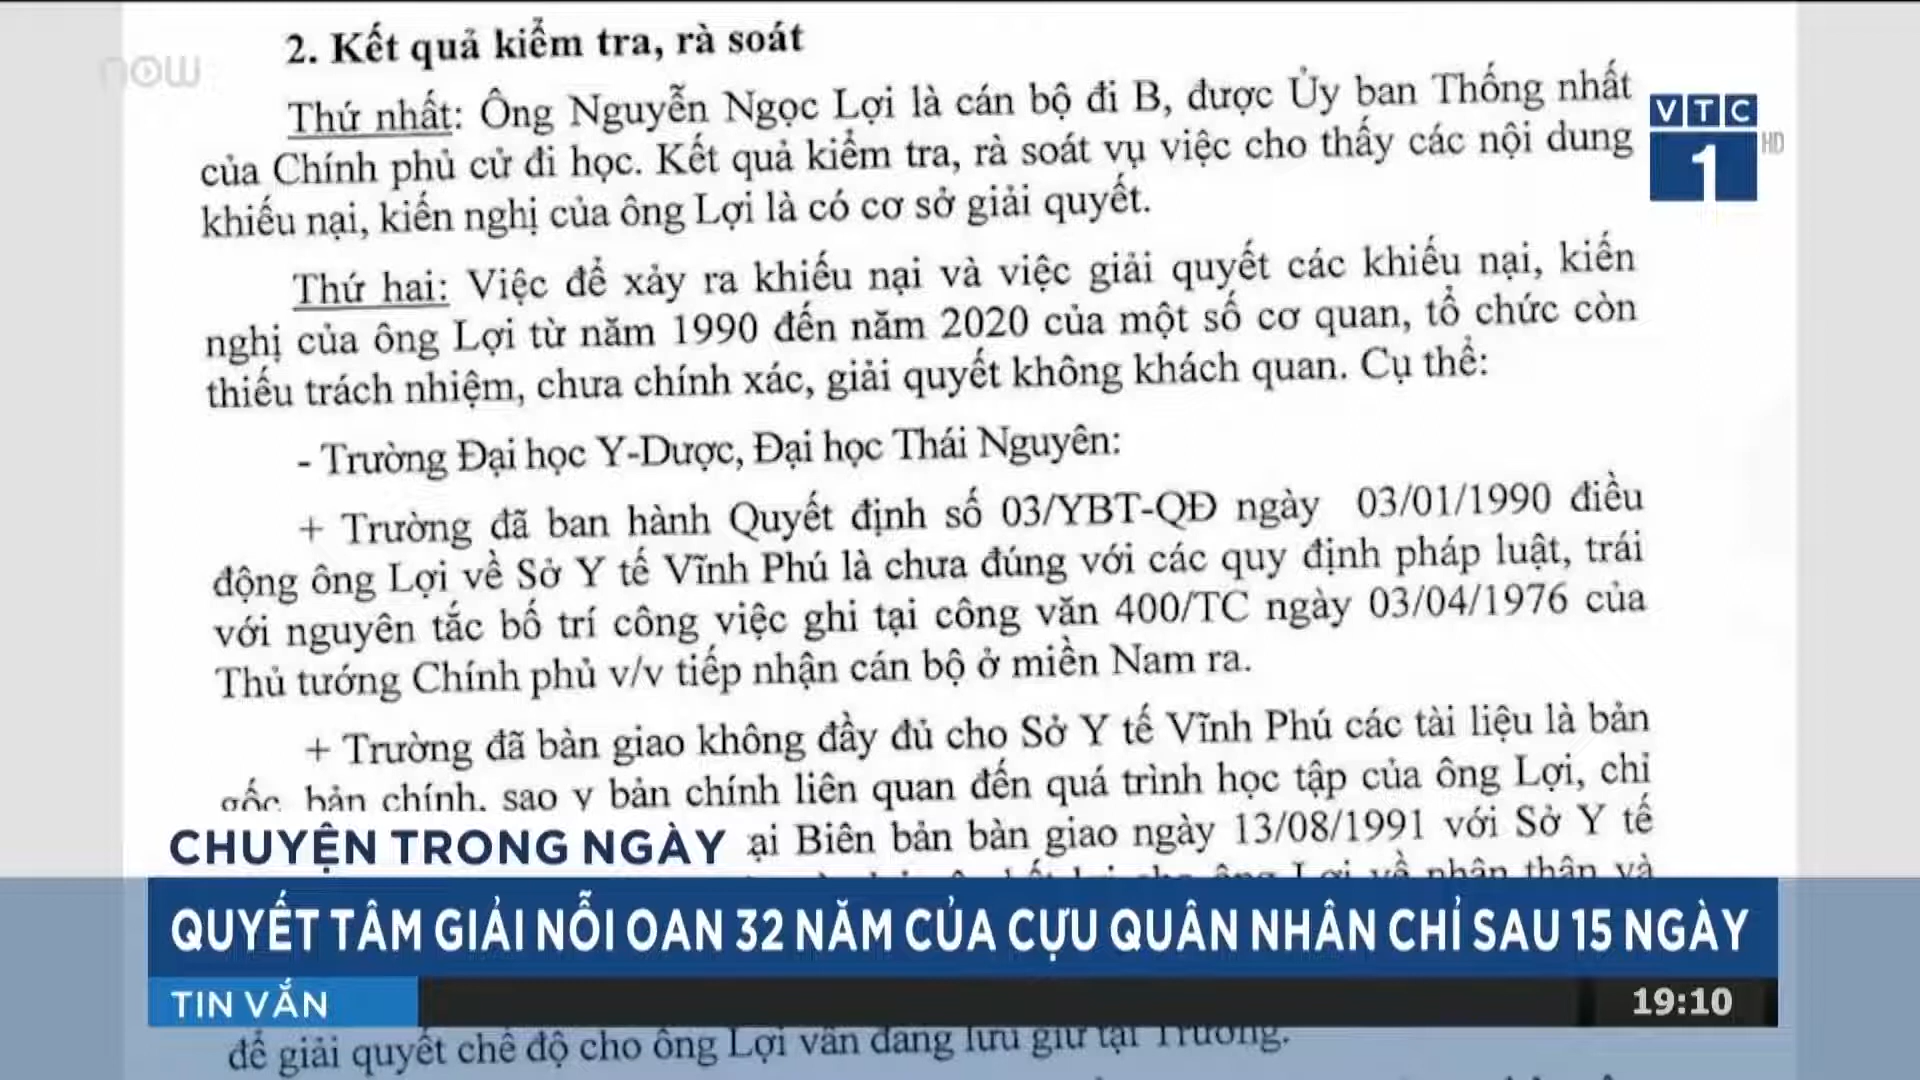 2. Kết quả kiểm tra, rà soát
now
Thứ nhất: Ông Nguyễn Ngọc Lợi là cán bộ đi B, được Ủy ban Thống nhất
của Chính phủ cử đi học. Kết quả kiểm tra, rà soát vụ việc cho thấy các nội dung
khiếu nại, kiến nghị của ông Lợi là có cơ sở giải quyết.
VTC
1 HD
Thứ hai: Việc để xảy ra khiếu nại và việc giải quyết các khiếu nại, kiến
nghị của ông Lợi từ năm 1990 đến năm 2020 của một số cơ quan, tổ chức còn
thiếu trách nhiệm, chưa chính xác, giải quyết không khách quan. Cụ thể:
- Trường Đại học Y-Dược, Đại học Thái Nguyên:
+ Trường đã ban hành Quyết định số 03/YBT-QĐ ngày 03/01/1990 điều
động ông Lợi về Sở Y tế Vĩnh Phú là chưa đúng với các quy định pháp luật, trái
với nguyên tắc bố trí công việc ghi tại công văn 400/TC ngày 03/04/1976 của
Thủ tướng Chính phủ v/v tiếp nhận cán bộ ở miền Nam ra.
+ Trường đã bàn giao không đầy đủ cho Sở Y tế Vĩnh Phú các tài liệu là bản
gốc, bản chính, sao y bản chính liên quan đến quá trình học tập của ông Lợi, chỉ
ại Biên bản bàn giao ngày 13/08/1991 với Sở Y tế
cho ông Lợi về nhân thân và
CHUYỆN TRONG NGÀY
QUYẾT TÂM GIẢI NỖI OAN 32 NĂM CỦA CỰU QUÂN NHÂN CHỈ SAU 15 NGÀY
TIN VẮN
19:10
để giải quyết chế độ cho ông Lợi vẫn đang lưu giữ tại Trường.